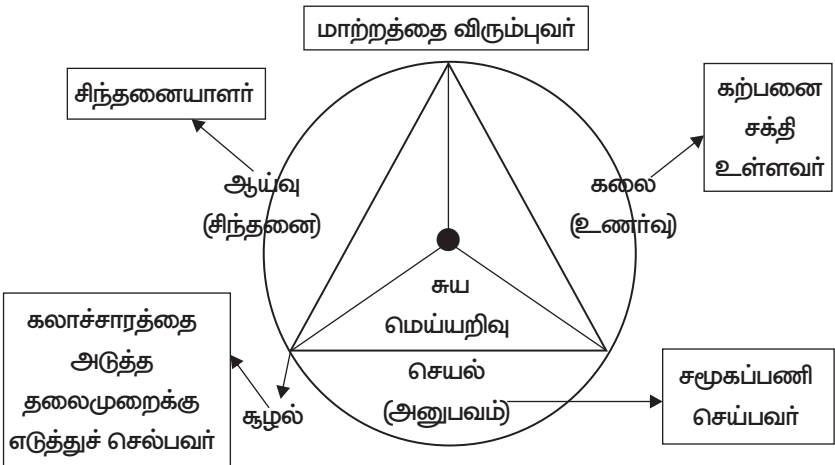 மாற்றத்தை விரும்புவர்
சிந்தனையாளர்
கற்பனை
சக்தி
உள்ளவர்
ஆய்வு
(சிந்தனை)
கலை
(உணர்வு)
சுய
மெய்யறிவு
கலாச்சாரத்தை
அடுத்த
தலைமுறைக்கு
எடுத்துச் செல்பவர்
சூழல்
செயல்
(அனுபவம்)
சமூகப்பணி
செய்பவர்